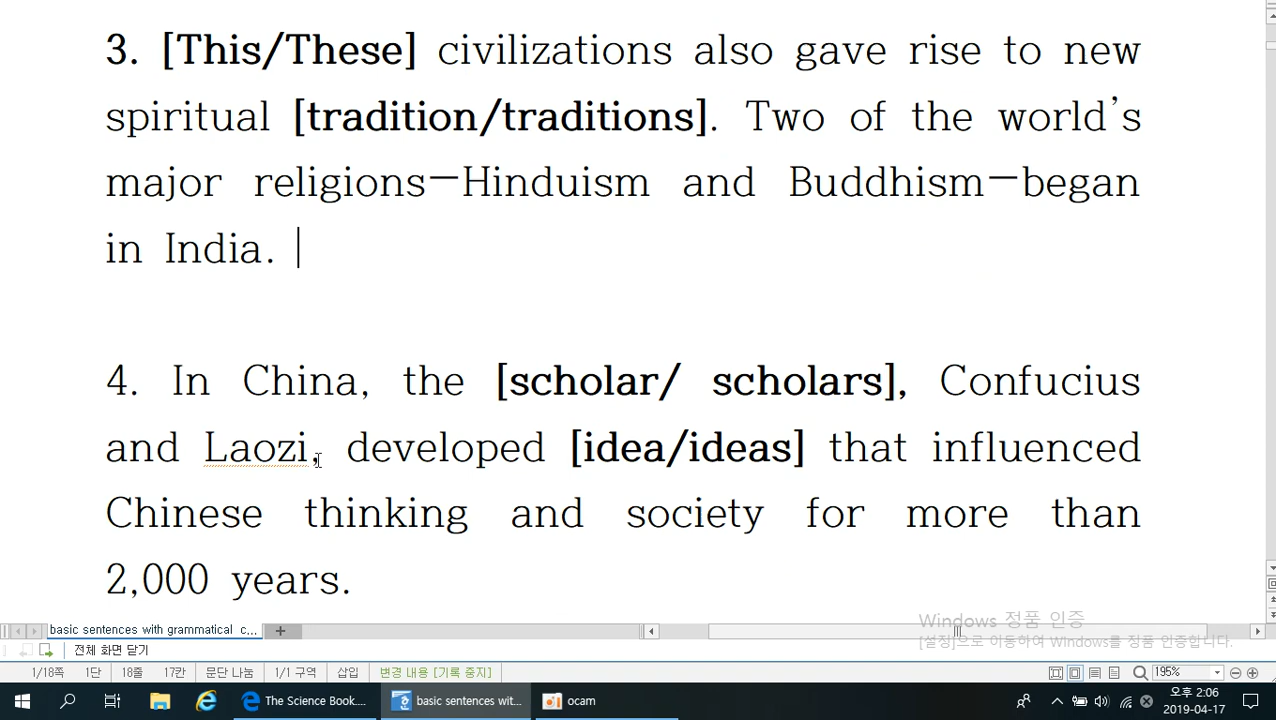 3. [This/These] civilizations also gave rise to new
spiritual [tradition/traditions]. Two of the world's
major religions—Hinduism and Buddhism—began
in India.
4. In China, the [scholar/ scholars], Confucius
and Laozi, developed [idea/ideas] that influenced
Chinese thinking and society for more than
2,000 years.
Windows 정품 인증
[설정]으로 이동하여 Windows를 정품 인증합니다.
basic sentences with grammatical c...
전체 화면 닫기
1/18쪽 1단 18줄 17칸 문단 나눔 1/1 구역 삽입 변경 내용 [기록 중지] 195%
The Science Book.... basic sentences wit... ocam 오후 2:06
2019-04-17